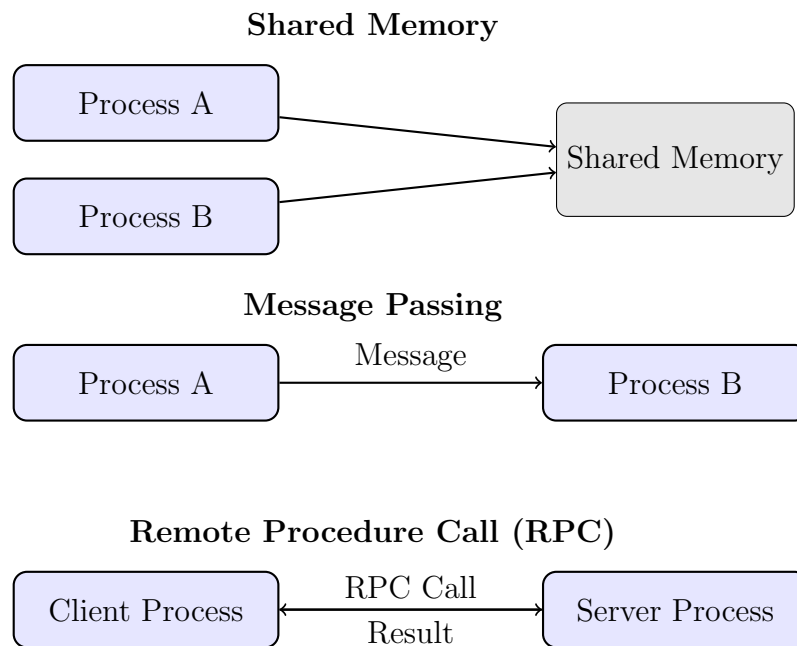 Shared Memory
Process A
Shared Memory
Process B
Message Passing
Process A
Message
Process B
Remote Procedure Call (RPC)
Client Process
RPC Call
Result
Server Process